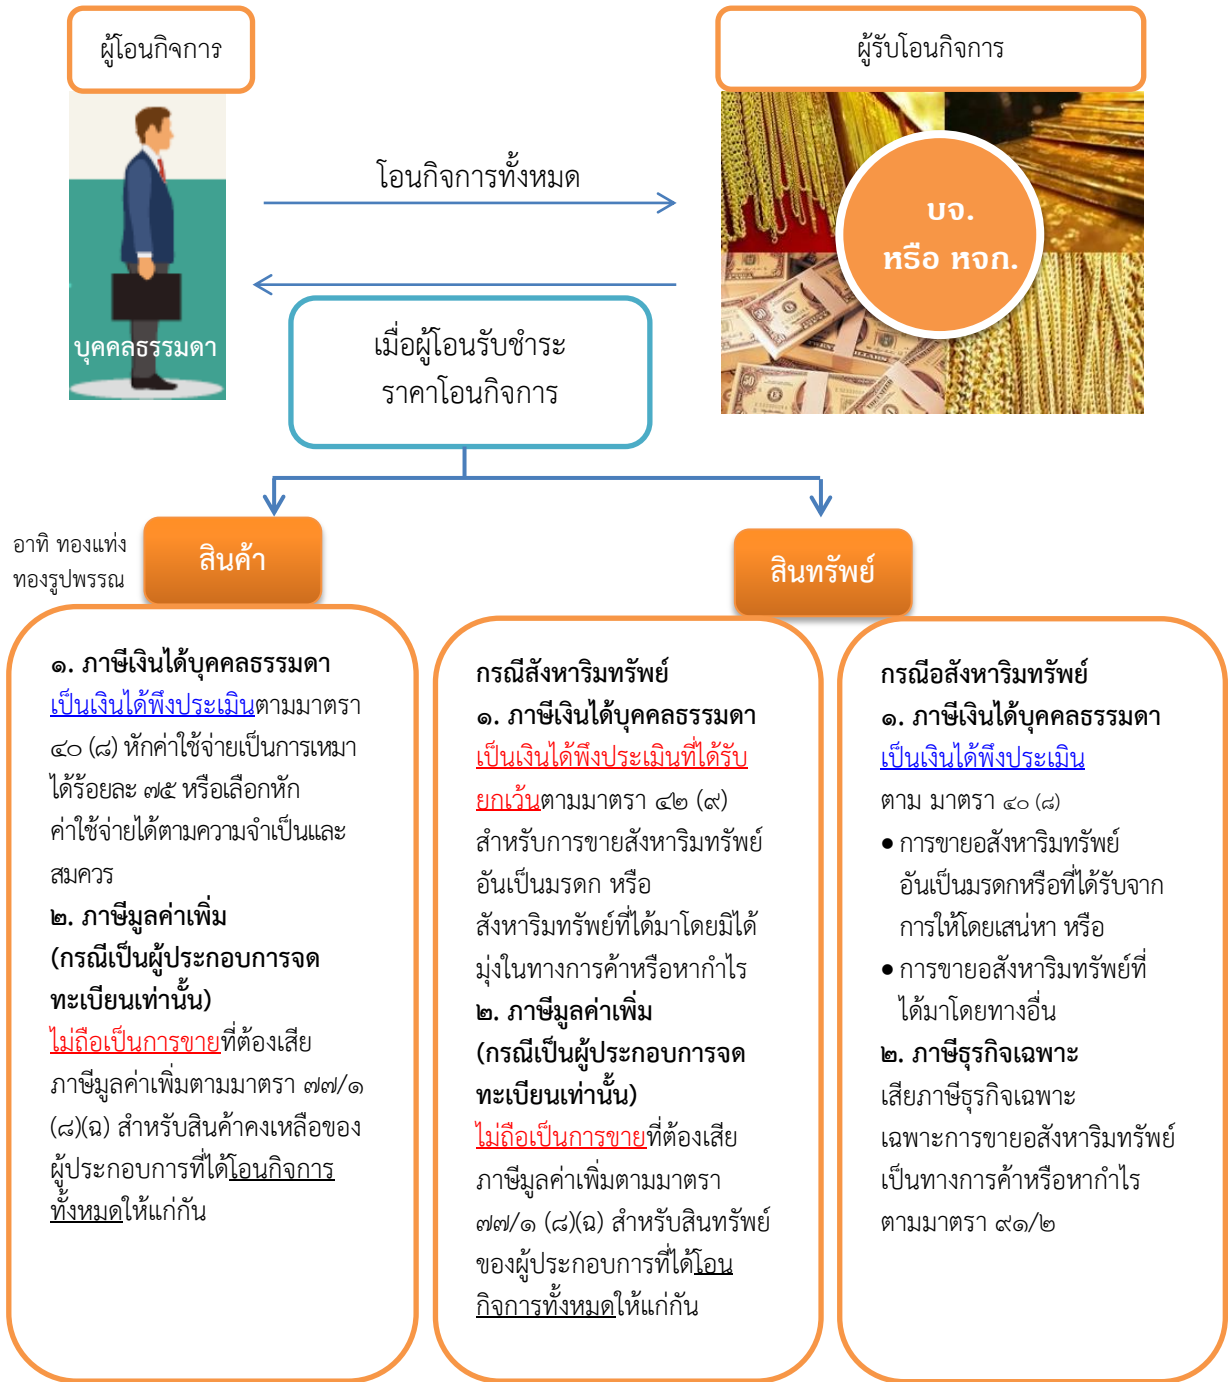 ผู้โอนกิจการ
ผู้รับโอนกิจการ
โอนกิจการทั้งหมด
บจ.
หรือ หจก.
บุคคลธรรมดา
เมื่อผู้โอนรับชำระ
ราคาโอนกิจการ
อาทิ ทองแท่ง
ทองรูปพรรณ
สินค้า
สินทรัพย์
๑. ภาษีเงินได้บุคคลธรรมดา
เป็นเงินได้พึงประเมินตามมาตรา
๔๐ (๘) หักค่าใช้จ่ายเป็นการเหมา
ได้ร้อยละ ๗๕ หรือเลือกหัก
ค่าใช้จ่ายได้ตามความจำเป็นและ
สมควร
๒. ภาษีมูลค่าเพิ่ม
(กรณีเป็นผู้ประกอบการจด
ทะเบียนเท่านั้น)
ไม่ถือเป็นการขายที่ต้องเสีย
ภาษีมูลค่าเพิ่มตามมาตรา ๗๗/๑
(๘)(ฉ) สำหรับสินค้าคงเหลือของ
ผู้ประกอบการที่ได้โอนกิจการ
ทั้งหมดให้แก่กัน
กรณีสังหาริมทรัพย์
๑. ภาษีเงินได้บุคคลธรรมดา
เป็นเงินได้พึงประเมินที่ได้รับ
ยกเว้นตามมาตรา ๔๒ (๙)
สำหรับการขายสังหาริมทรัพย์
อันเป็นมรดก หรือ
สังหาริมทรัพย์ที่ได้มาโดยมิได้
มุ่งในทางการค้าหรือหากำไร
๒. ภาษีมูลค่าเพิ่ม
(กรณีเป็นผู้ประกอบการจด
ทะเบียนเท่านั้น)
ไม่ถือเป็นการขายที่ต้องเสีย
ภาษีมูลค่าเพิ่มตามมาตรา
๗๗/๑ (๘)(ฉ) สำหรับสินทรัพย์
ของผู้ประกอบการที่ได้โอน
กิจการทั้งหมดให้แก่กัน
กรณีอสังหาริมทรัพย์
๑. ภาษีเงินได้บุคคลธรรมดา
เป็นเงินได้พึงประเมิน
ตาม มาตรา ๔๐ (๘)
• การขายอสังหาริมทรัพย์
อันเป็นมรดกหรือที่ได้รับจาก
การให้โดยเสน่หา หรือ
• การขายอสังหาริมทรัพย์ที่
ได้มาโดยทางอื่น
๒. ภาษีธุรกิจเฉพาะ
เสียภาษีธุรกิจเฉพาะ
เฉพาะการขายอสังหาริมทรัพย์
เป็นทางการค้าหรือหากำไร
ตามมาตรา ๙๑/๒